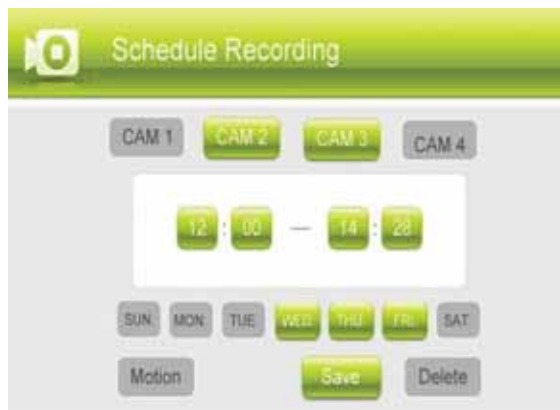 Schedule Recording
CAM 1 CAM 2 CAM 3 CAM 4
12 : 00 — 14 : 28
SUN. MON. TUE WED. THU. FRI. SAT.
Motion Save Delete